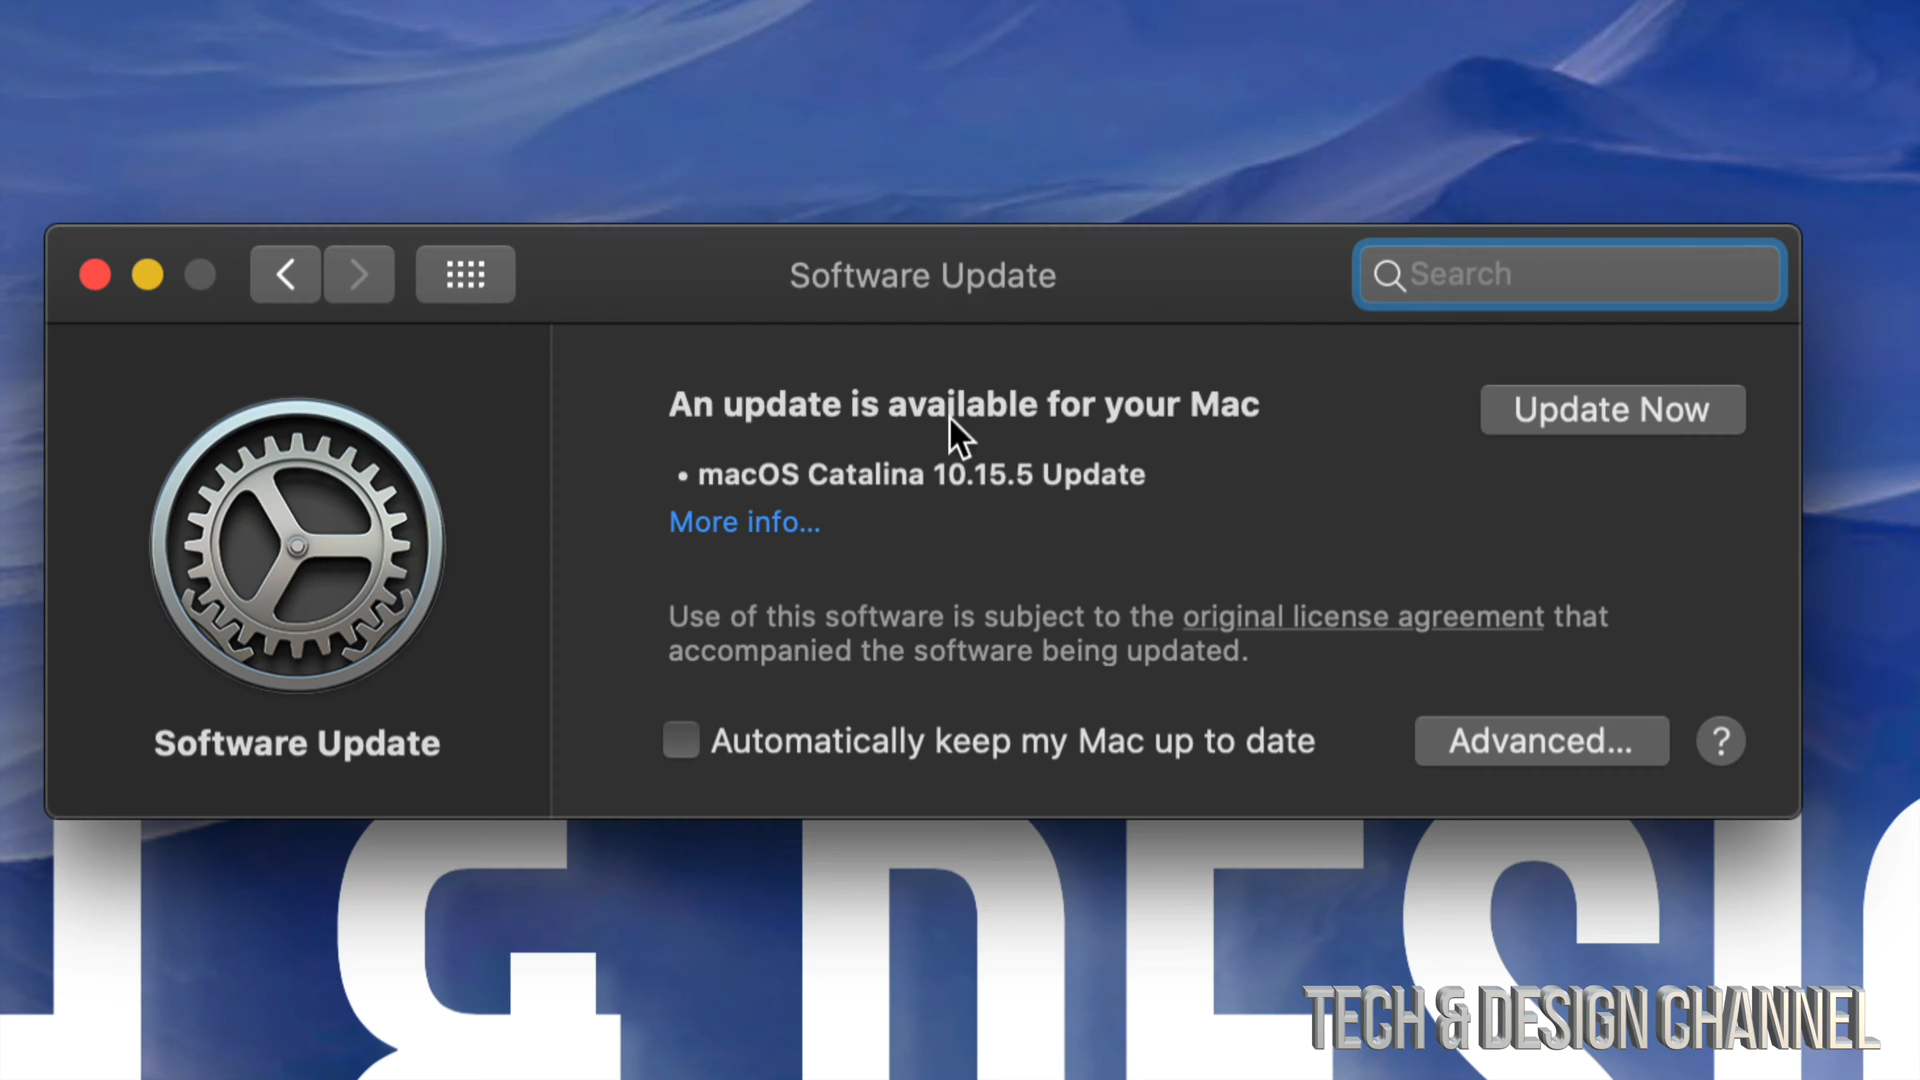 Software Update
Search
An update is available for your Mac
Update Now
• macOS Catalina 10.15.5 Update
More info...
Use of this software is subject to the original license agreement that
accompanied the software being updated.
Software Update
Automatically keep my Mac up to date
Advanced...
?
& DESIG
TECH & DESIGN CHANNEL